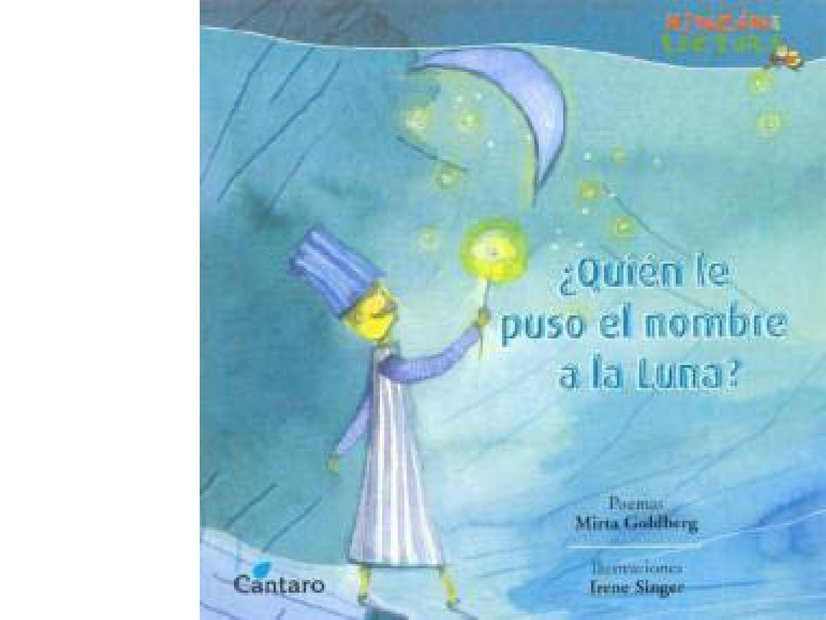 ¿Quién le
puso el nombre
a la Luna?
Poemas
Mirta Goldberg
Ilustraciones
Irene Singer
Cántaro